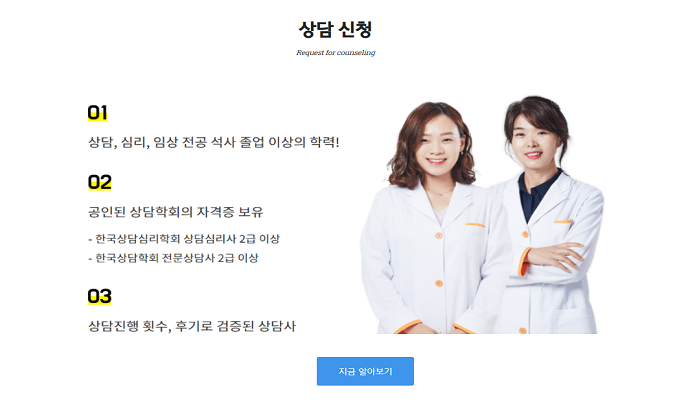 상담 신청
Request for counseling
01
상담, 심리, 임상 전공 석사 졸업 이상의 학력!
02
공인된 상담학회의 자격증 보유
- 한국상담심리학회 상담심리사 2급 이상
- 한국상담학회 전문상담사 2급 이상
03
상담진행 횟수, 후기로 검증된 상담사
지금 알아보기